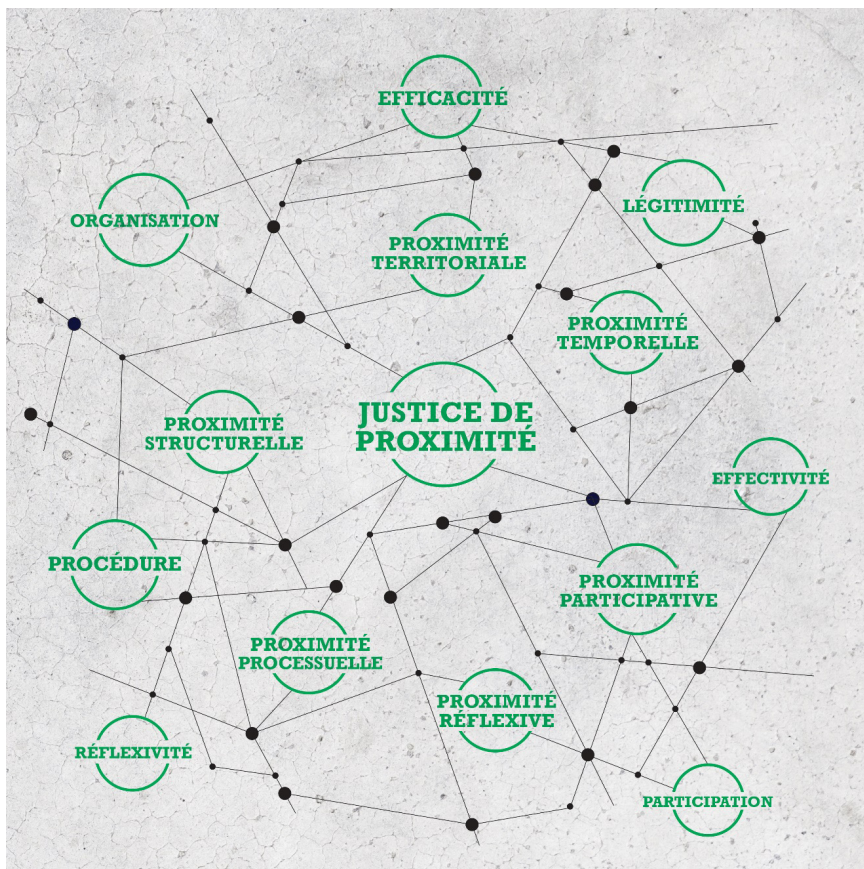 EFFICACITÉ
ORGANISATION
LÉGITIMITÉ
PROXIMITÉ
TERRITORIALE
PROXIMITÉ
TEMPORELLE
JUSTICE DE
PROXIMITÉ
PROXIMITÉ
STRUCTURELLE
EFFECTIVITÉ
PROCÉDURE
PROXIMITÉ
PARTICIPATIVE
PROXIMITÉ
PROCESSUELLE
PROXIMITÉ
RÉFLEXIVE
RÉFLEXIVITÉ
PARTICIPATION